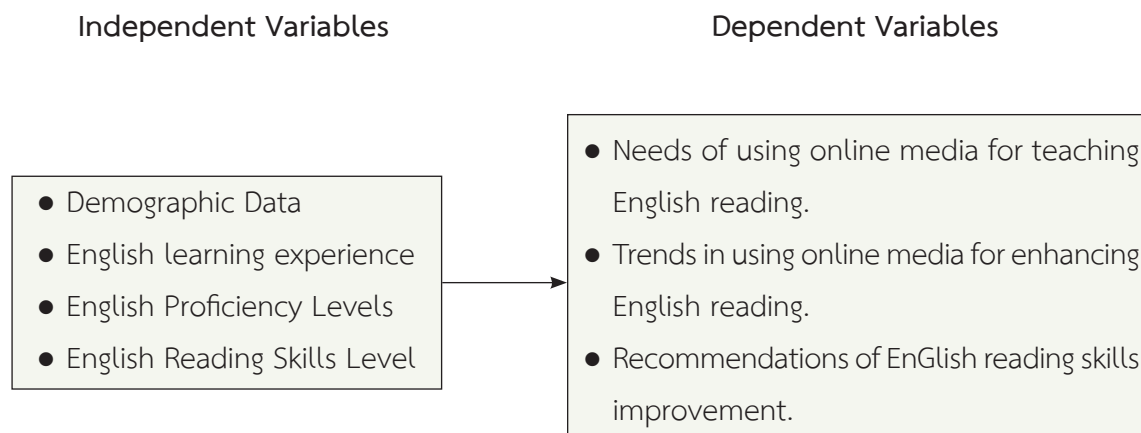 Independent Variables
Dependent Variables
● Demographic Data
● English learning experience
● English Proficiency Levels
● English Reading Skills Level
● Needs of using online media for teaching
English reading.
● Trends in using online media for enhancing
English reading.
● Recommendations of EnGlish reading skills
improvement.